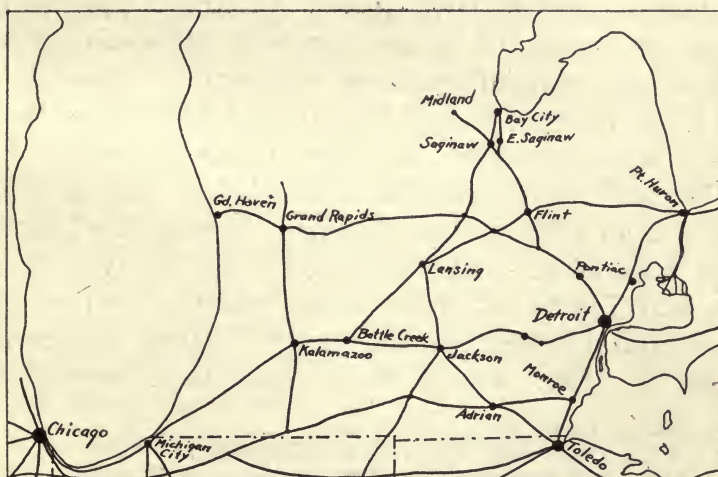 Midland
Bay City
Saginaw
E. Saginaw
Pt. Huron
Gd. Haven
Grand Rapids
Flint
Lansing
Pontiac
Detroit
Battle Creek
Kalamazoo
Jackson
Monroe
Adrian
Chicago
Michigan
City
Toledo